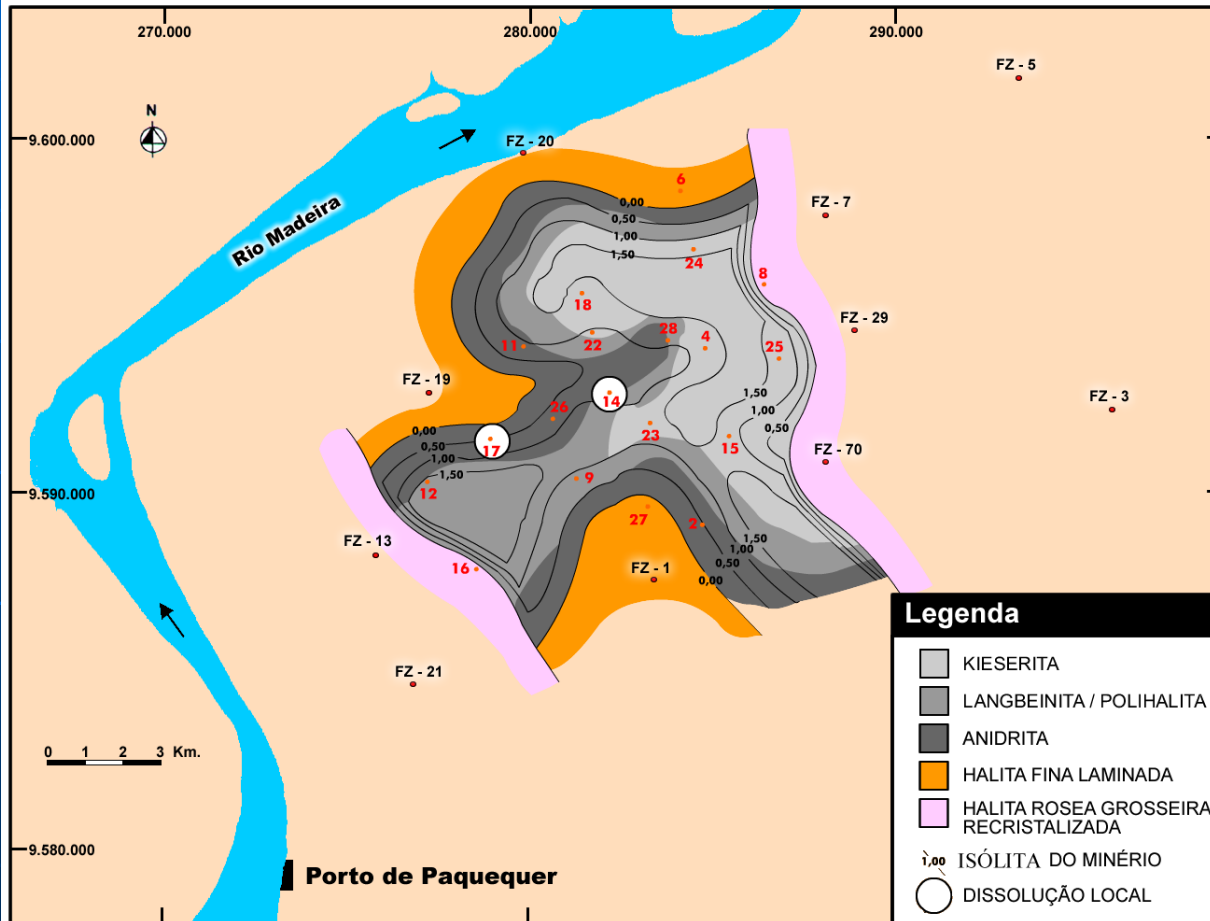 270.000
280.000
290.000
FZ - 5
N
9.600.000
FZ - 20
6
0,00
FZ - 7
Rio Madeira
0,50
1,00
1,50
24
8
18
FZ - 29
28
4
11
22
25
FZ - 19
14
1,50
FZ - 3
26
1,00
0,00
0,50
17
23
15
0,50
1,00
FZ - 70
1,50
9
12
9.590.000
27
2
FZ - 13
1,50
1,00
0,50
16
FZ - 1
0,00
Legenda
KIESERITA
FZ - 21
LANGBEINITA / POLIHALITA
ANIDRITA
0 1 2 3 Km.
HALITA FINA LAMINADA
HALITA ROSEA GROSSEIRA
RECRISTALIZADA
9.580.000
1,00 ISÓLITA DO MINÉRIO
Porto de Paquequer
DISSOLUÇÃO LOCAL